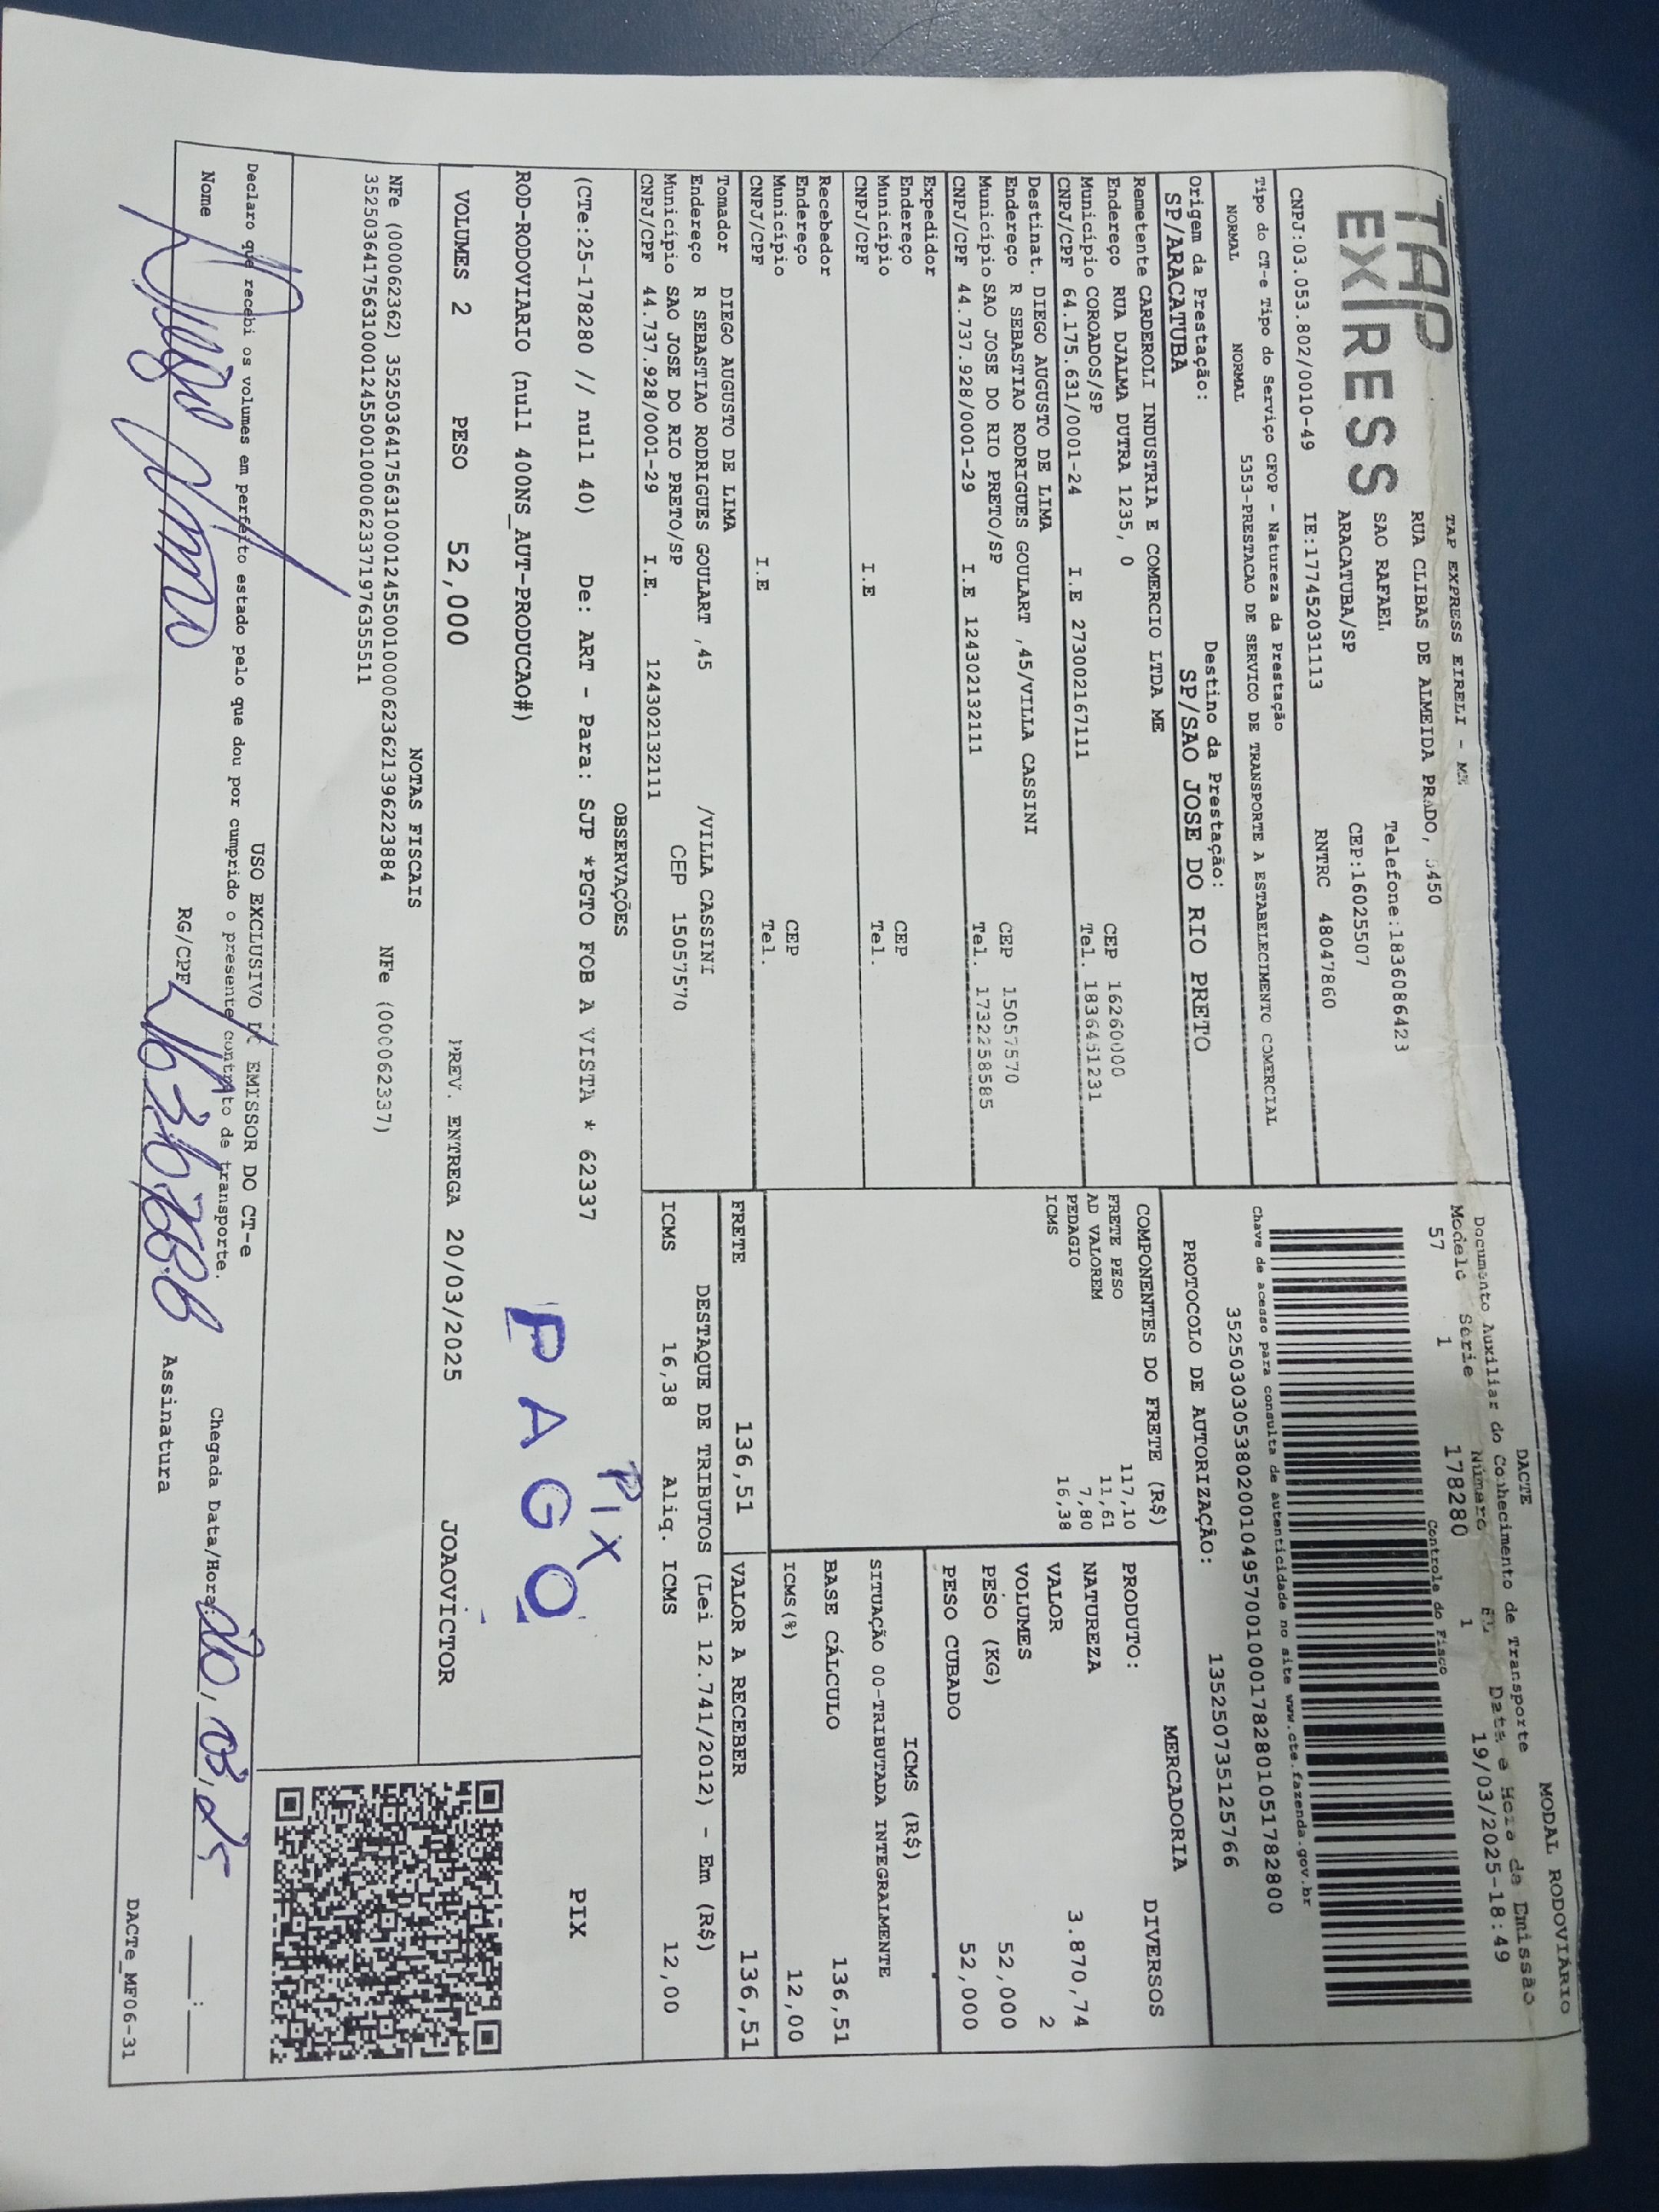 TAP EXPRESS
TAP EXPRESS EIRELI - ME
RUA CLIBAS DE ALMEIDA PRADO, 450
SAO RAFAEL Telefone:1836086423
ARACATUBA/SP CEP:16025507
CNPJ:03.053.802/0010-49 IE:177452031113 RNTRC 48047860
Tipo do CT-e Tipo do Serviço CFOP - Natureza da Prestação
NORMAL NORMAL 5353-PRESTACAO DE SERVICO DE TRANSPORTE A ESTABELECIMENTO COMERCIAL
Origem da Prestação: Destino da Prestação:
SP/ARACATUBA SP/SAO JOSE DO RIO PRETO
MODAL RODOVIÁRIO
DACTE
Documento Auxiliar do Conhecimento de Transporte
Modelo Série Número FL Data e Hora da Emissão
57 1 178280 1 19/03/2025-18:49
Controle do Fisco
Chave de acesso para consulta de autenticidade no site www.cte.fazenda.gov.br
35250303053802001049570010001782801051782800
PROTOCOLO DE AUTORIZAÇÃO: 135250735125766
Remetente CARDEROLI INDUSTRIA E COMERCIO LTDA ME
Endereço RUA DJALMA DUTRA 1235, 0 CEP 16260000
Município COROADOS/SP Tel. 1836451231
CNPJ/CPF 64.175.631/0001-24 I.E 273002167111
Destinat. DIEGO AUGUSTO DE LIMA
Endereço R SEBASTIAO RODRIGUES GOULART ,45/VILLA CASSINI CEP 15057570
Município SAO JOSE DO RIO PRETO/SP Tel. 1732258585
CNPJ/CPF 44.737.928/0001-29 I.E 124302132111
Expedidor
Endereço CEP
Município Tel.
CNPJ/CPF I.E
Recebedor
Endereço CEP
Município Tel.
CNPJ/CPF I.E
Tomador DIEGO AUGUSTO DE LIMA
Endereço R SEBASTIAO RODRIGUES GOULART ,45 /VILLA CASSINI
Município SAO JOSE DO RIO PRETO/SP CEP 15057570
CNPJ/CPF 44.737.928/0001-29 I.E. 124302132111
COMPONENTES DO FRETE (R$)
FRETE PESO 117,10
AD VALOREM 11,61
PEDAGIO 7,80
ICMS 16,38
MERCADORIA
PRODUTO: DIVERSOS
NATUREZA
VALOR 3.870,74
VOLUMES 2
PESO (KG) 52,000
PESO CUBADO 52,000
ICMS (R$)
SITUAÇÃO 00-TRIBUTADA INTEGRALMENTE
BASE CÁLCULO 136,51
ICMS(%) 12,00
FRETE 136,51 VALOR A RECEBER 136,51
DESTAQUE DE TRIBUTOS (Lei 12.741/2012) - Em (R$)
ICMS 16,38 Aliq. ICMS 12,00
OBSERVAÇÕES
(CTe:25-178280 // null 40) De: ART - Para: SJP *PGTO FOB A VISTA * 62337
ROD-RODOVIARIO (null 400NS_AUT-PRODUCAO#)
PIX
PAGO
PIX
VOLUMES 2 PESO 52,000 PREV. ENTREGA 20/03/2025 JOAOVICTOR
NOTAS FISCAIS
NFe (000062362) 35250364175631000124550010000623621396223884 NFe (000062337)
35250364175631000124550010000623371976355511
USO EXCLUSIVO DO EMISSOR DO CT-e
Declaro que recebi os volumes em perfeito estado pelo que dou por cumprido o presente contrato de transporte.
Nome RG/CPF Assinatura Chegada Data/Hora: 20,03,25 :
DACTe_MF06-31